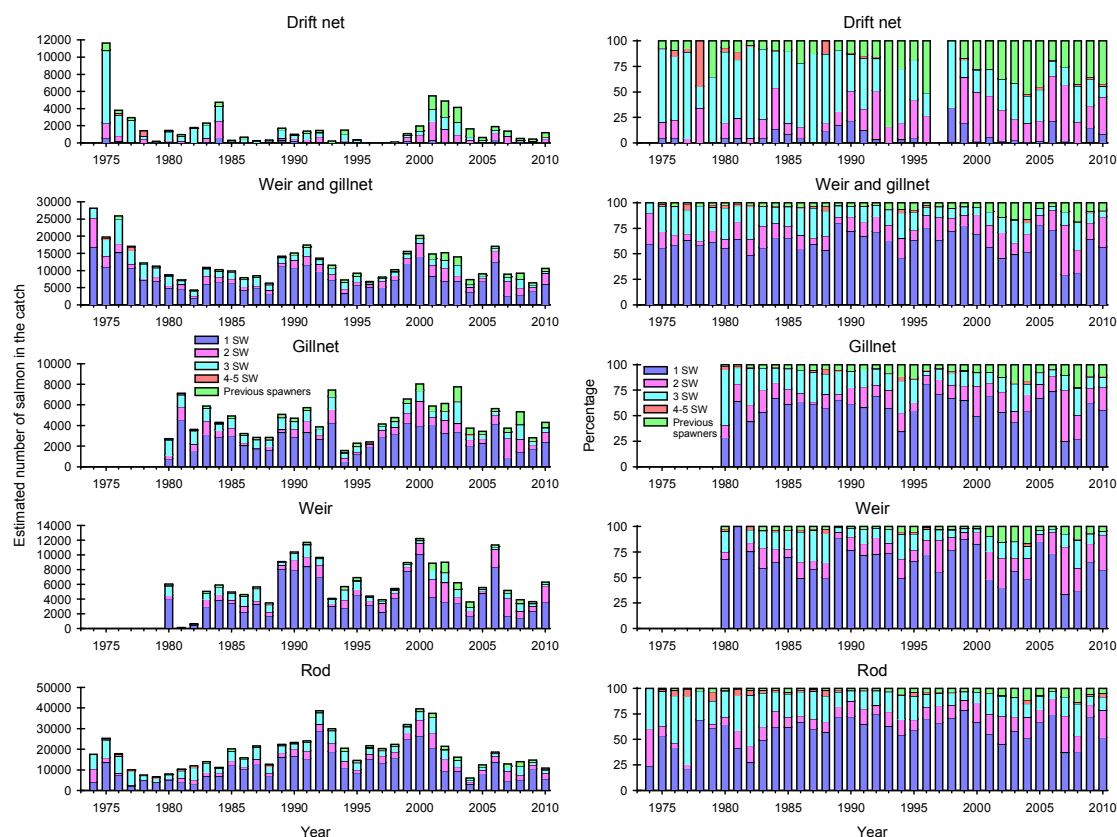 Drift net
12000
10000
8000
6000
4000
2000
0
1975 1980 1985 1990 1995 2000 2005 2010
Weir and gillnet
30000
25000
20000
15000
10000
5000
0
1975 1980 1985 1990 1995 2000 2005 2010
Gillnet
10000
8000
6000
4000
2000
0
1 SW
2 SW
3 SW
4-5 SW
Previous spawners
1975 1980 1985 1990 1995 2000 2005 2010
Weir
14000
12000
10000
8000
6000
4000
2000
0
1975 1980 1985 1990 1995 2000 2005 2010
Rod
50000
40000
30000
20000
10000
0
1975 1980 1985 1990 1995 2000 2005 2010
Year
Estimated number of salmon in the catch
Drift net
100
75
50
25
0
1975 1980 1985 1990 1995 2000 2005 2010
Weir and gillnet
100
75
50
25
0
1975 1980 1985 1990 1995 2000 2005 2010
Gillnet
100
75
50
25
0
1 SW
2 SW
3 SW
4-5 SW
Previous
spawners
1975 1980 1985 1990 1995 2000 2005 2010
Weir
100
75
50
25
0
1975 1980 1985 1990 1995 2000 2005 2010
Rod
100
75
50
25
0
1975 1980 1985 1990 1995 2000 2005 2010
Year
Percentage